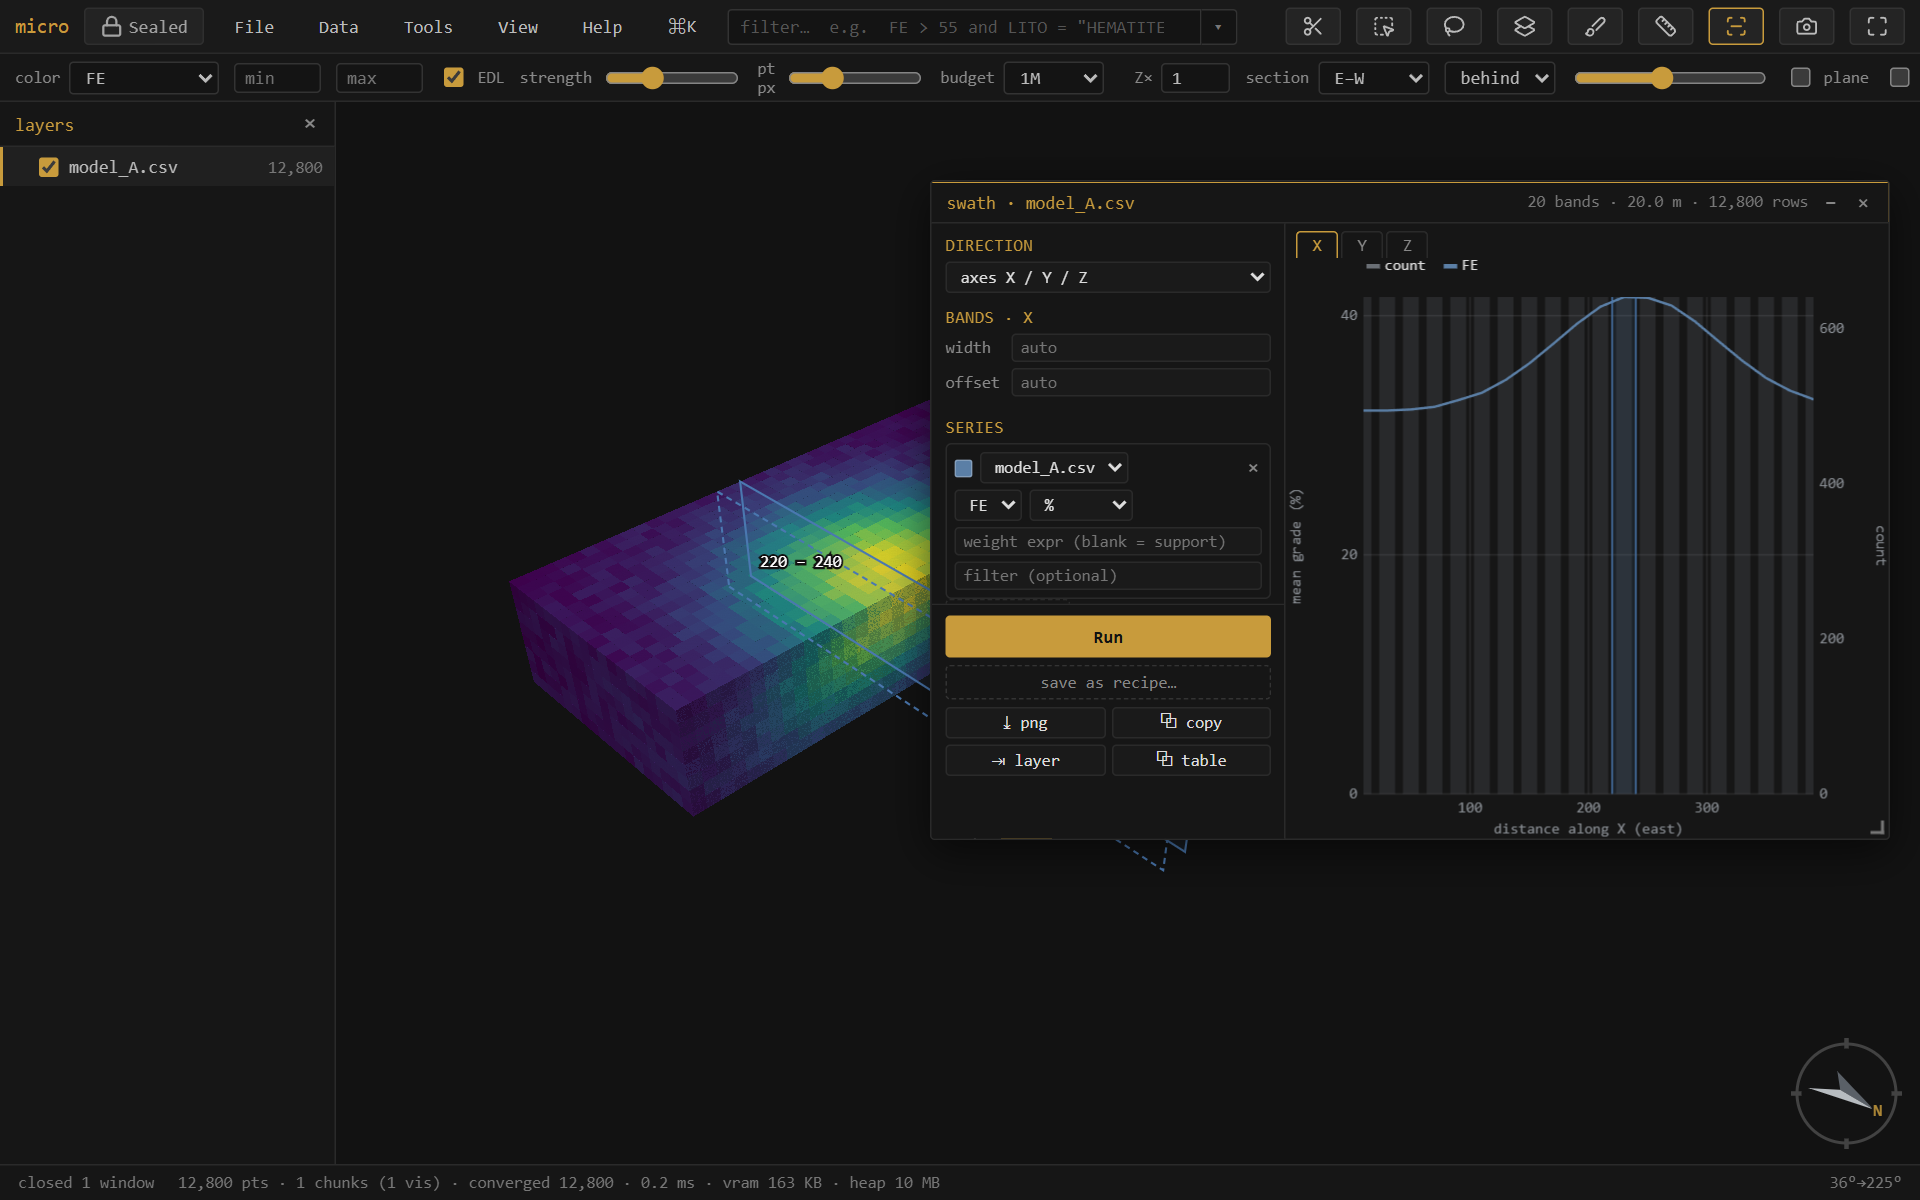 micro Sealed File Data Tools View Help ⌘K filter… e.g. FE > 55 and LITO = "HEMATITE
color FE min max EDL strength pt px budget 1M Z× 1 section E–W behind plane
layers ×
model_A.csv 12,800
swath · model_A.csv 20 bands · 20.0 m · 12,800 rows – ×
DIRECTION
axes X / Y / Z
BANDS · X
width auto
offset auto
SERIES
model_A.csv ×
FE %
weight expr (blank = support)
filter (optional)
Run
save as recipe…
↓ png copy
⇥ layer table
X Y Z
count FE
40
20
0
mean grade (%)
600
400
200
0
count
100 200 300
distance along X (east)
220 – 240
N
closed 1 window 12,800 pts · 1 chunks (1 vis) · converged 12,800 · 0.2 ms · vram 163 KB · heap 10 MB 36°→225°